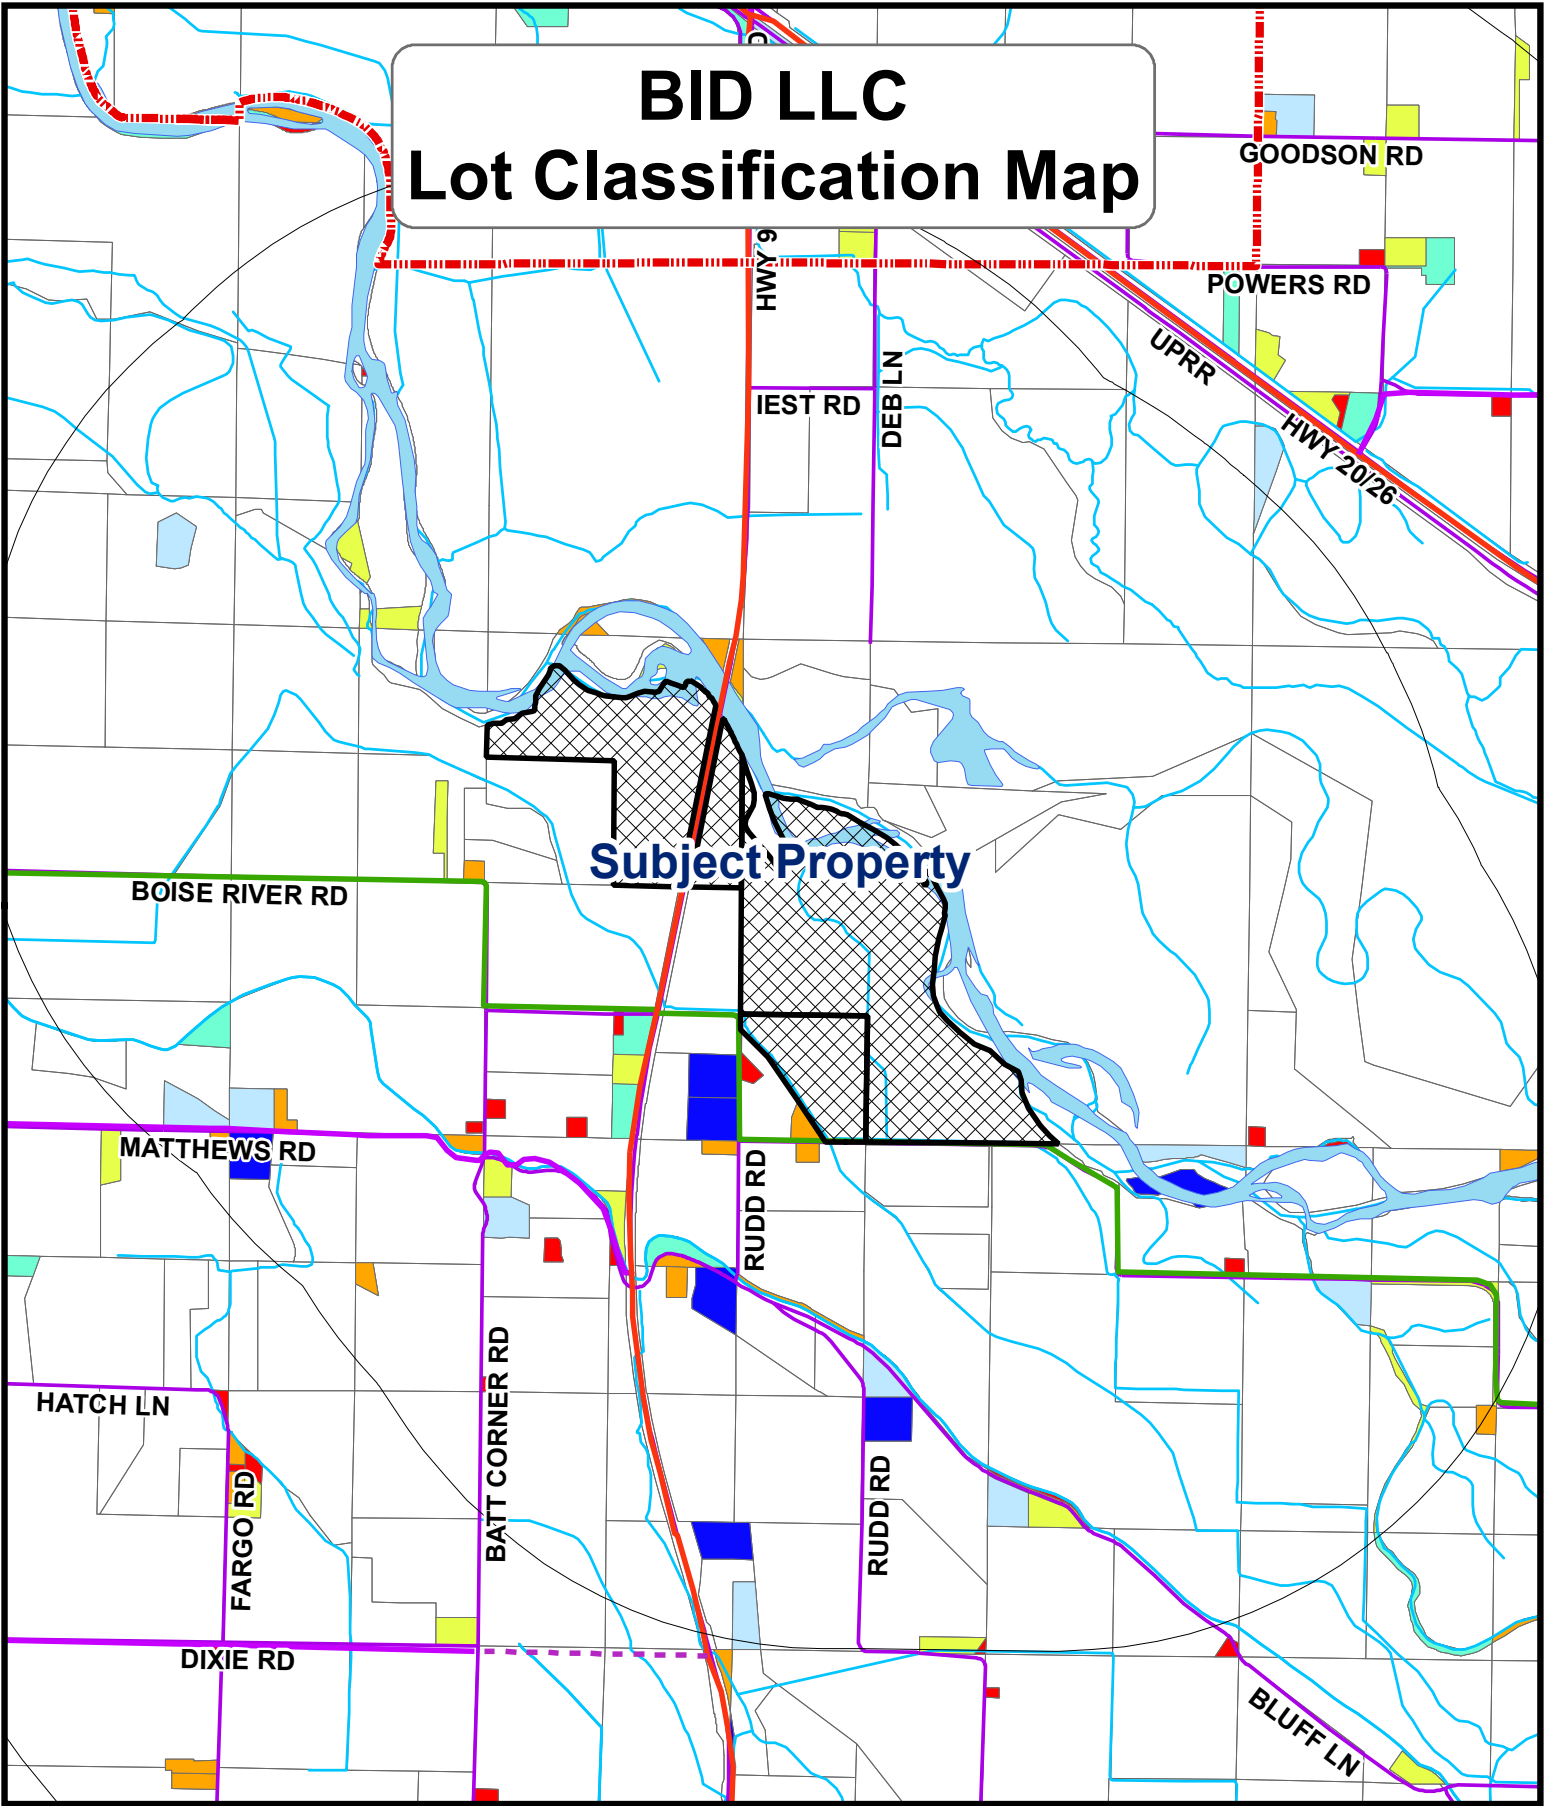 BID LLC
Lot Classification Map
GOODSON RD
HWY 9
POWERS RD
UPRR
IEST RD
DEB LN
HWY 20/26
Subject Property
BOISE RIVER RD
MATTHEWS RD
RUDD RD
HATCH LN
BATT CORNER RD
FARGO RD
RUDD RD
DIXIE RD
BLUFF LN